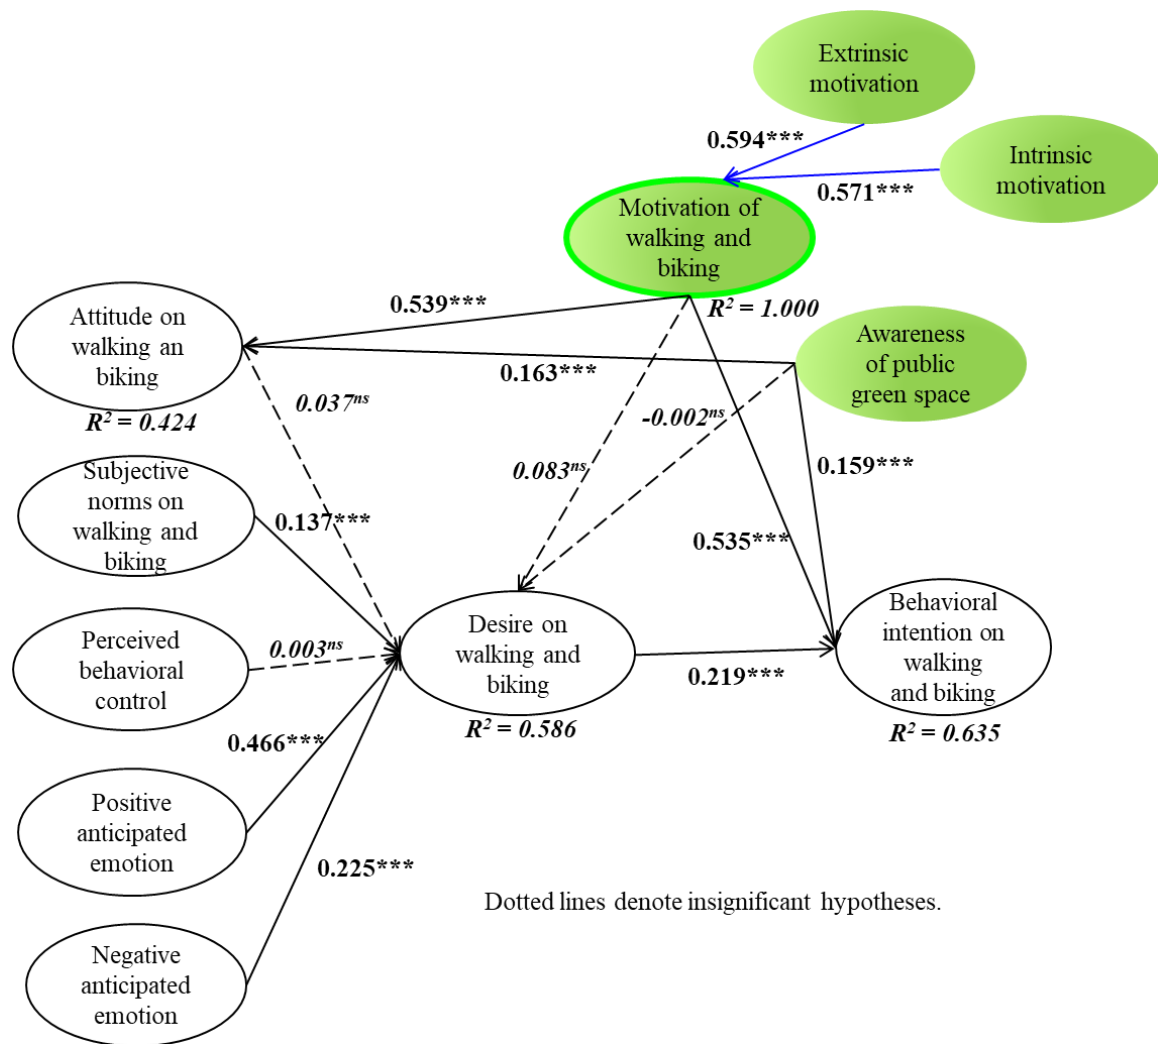 Extrinsic
motivation
0.594***
Intrinsic
motivation
0.571***
Motivation of
walking and
biking
R² = 1.000
0.539***
Attitude on
walking an
biking
R² = 0.424
0.163***
Awareness
of public
green space
0.037ⁿˢ
-0.002ⁿˢ
0.083ⁿˢ
0.159***
Subjective
norms on
walking and
biking
0.137***
0.535***
Perceived
behavioral
control
0.003ⁿˢ
Desire on
walking and
biking
R² = 0.586
0.219***
Behavioral
intention on
walking
and biking
R² = 0.635
0.466***
Positive
anticipated
emotion
0.225***
Dotted lines denote insignificant hypotheses.
Negative
anticipated
emotion